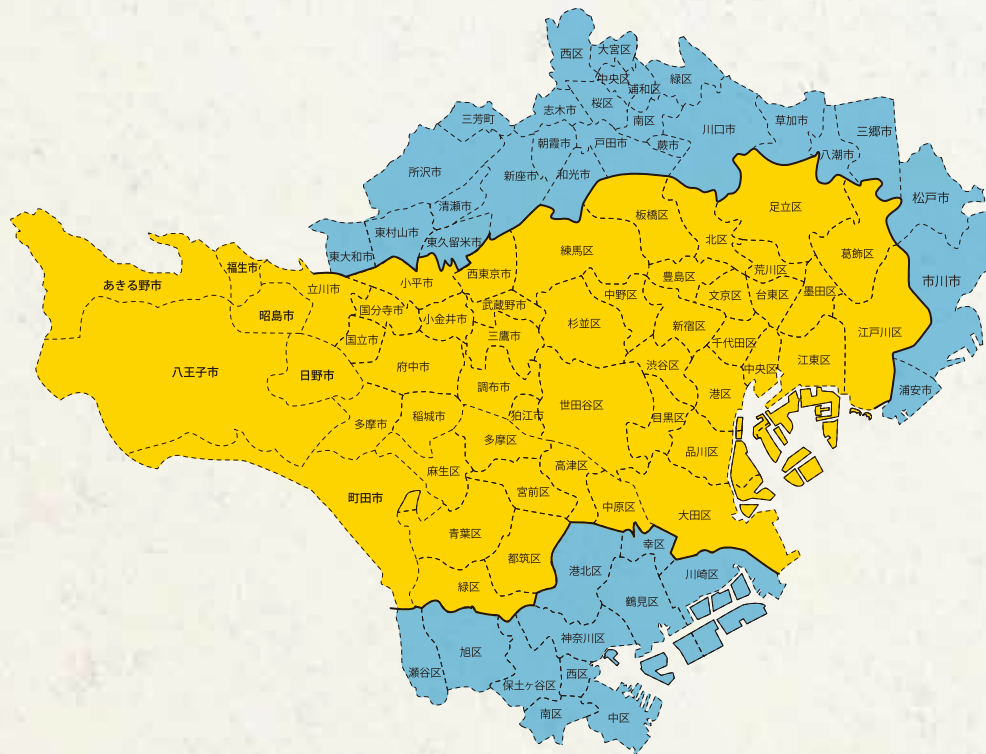 西区
大宮区
中央区
浦和区
緑区
志木市
桜区
南区
三芳町
朝霞市
戸田市
蕨市
川口市
草加市
三郷市
八潮市
所沢市
新座市
和光市
松戸市
清瀬市
東村山市
東久留米市
東大和市
板橋区
足立区
北区
練馬区
葛飾区
福生市
あきる野市
立川市
小平市
西東京市
豊島区
荒川区
市川市
昭島市
国分寺市
小金井市
武蔵野市
中野区
文京区
台東区
墨田区
国立市
三鷹市
杉並区
新宿区
千代田区
江戸川区
八王子市
日野市
府中市
渋谷区
中央区
江東区
調布市
港区
浦安市
多摩市
稲城市
狛江市
世田谷区
目黒区
多摩区
品川区
麻生区
高津区
町田市
宮前区
中原区
大田区
青葉区
都筑区
幸区
港北区
川崎区
緑区
鶴見区
神奈川区
旭区
瀬谷区
保土ヶ谷区
西区
南区
中区